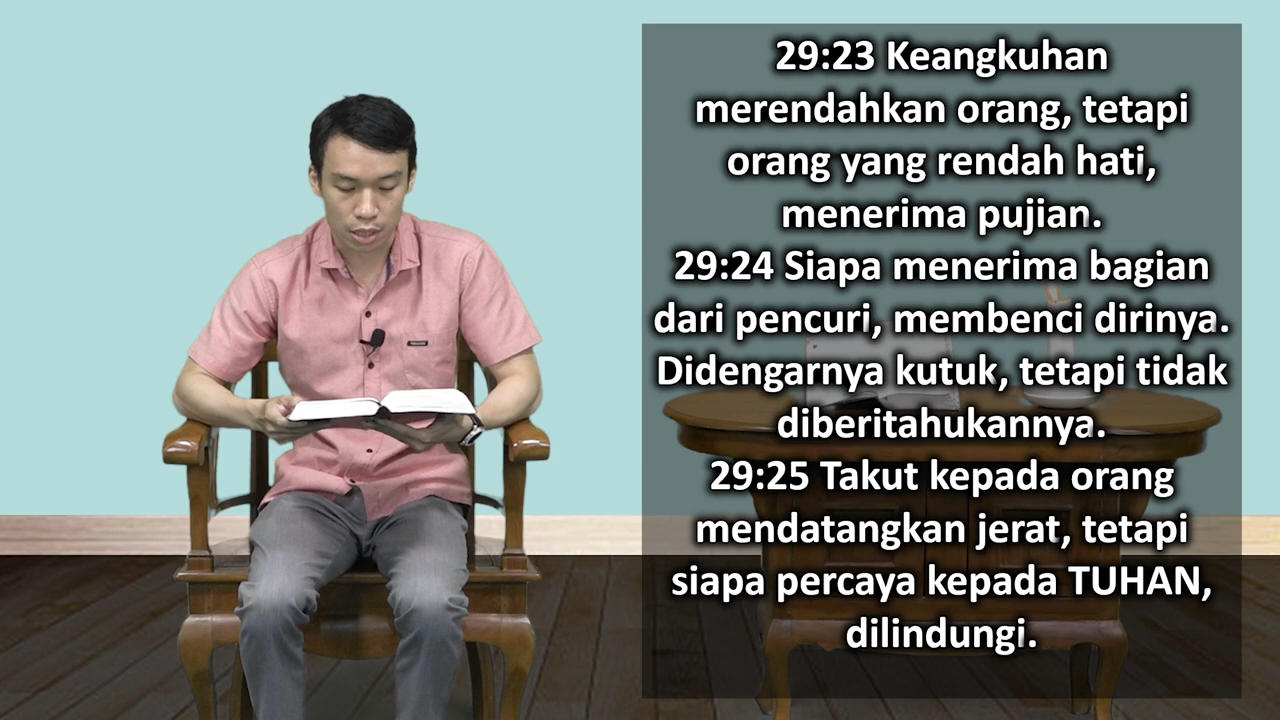 29:23 Keangkuhan
merendahkan orang, tetapi
orang yang rendah hati,
menerima pujian.
29:24 Siapa menerima bagian
dari pencuri, membenci dirinya.
Didengarnya kutuk, tetapi tidak
diberitahukannya.
29:25 Takut kepada orang
mendatangkan jerat, tetapi
siapa percaya kepada TUHAN,
dilindungi.